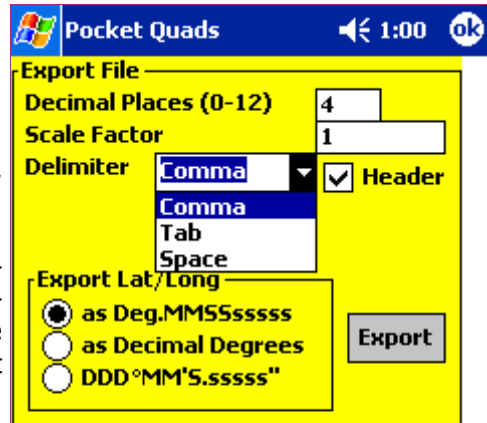 Pocket Quads 1:00 ok
Export File
Decimal Places (0-12) 4
Scale Factor 1
Delimiter Comma Header
Comma
Tab
Space
Export Lat/Long
as Deg.MMSSsssss
as Decimal Degrees
DDD°MM'S.sssss"
Export